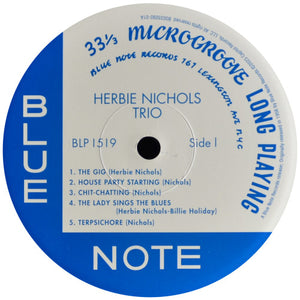 33⅓ MICROGROOVE LONG PLAYING
BLUE NOTE RECORDS 767 LEXINGTON AVE N.Y.C
BLUE
HERBIE NICHOLS
TRIO
BLP 1519 Side 1
1. THE GIG (Herbie Nichols)
2. HOUSE PARTY STARTING (Nichols)
3. CHIT-CHATTING (Nichols)
4. THE LADY SINGS THE BLUES
(Herbie Nichols-Billie Holiday)
5. TERPSICHORE (Nichols)
NOTE